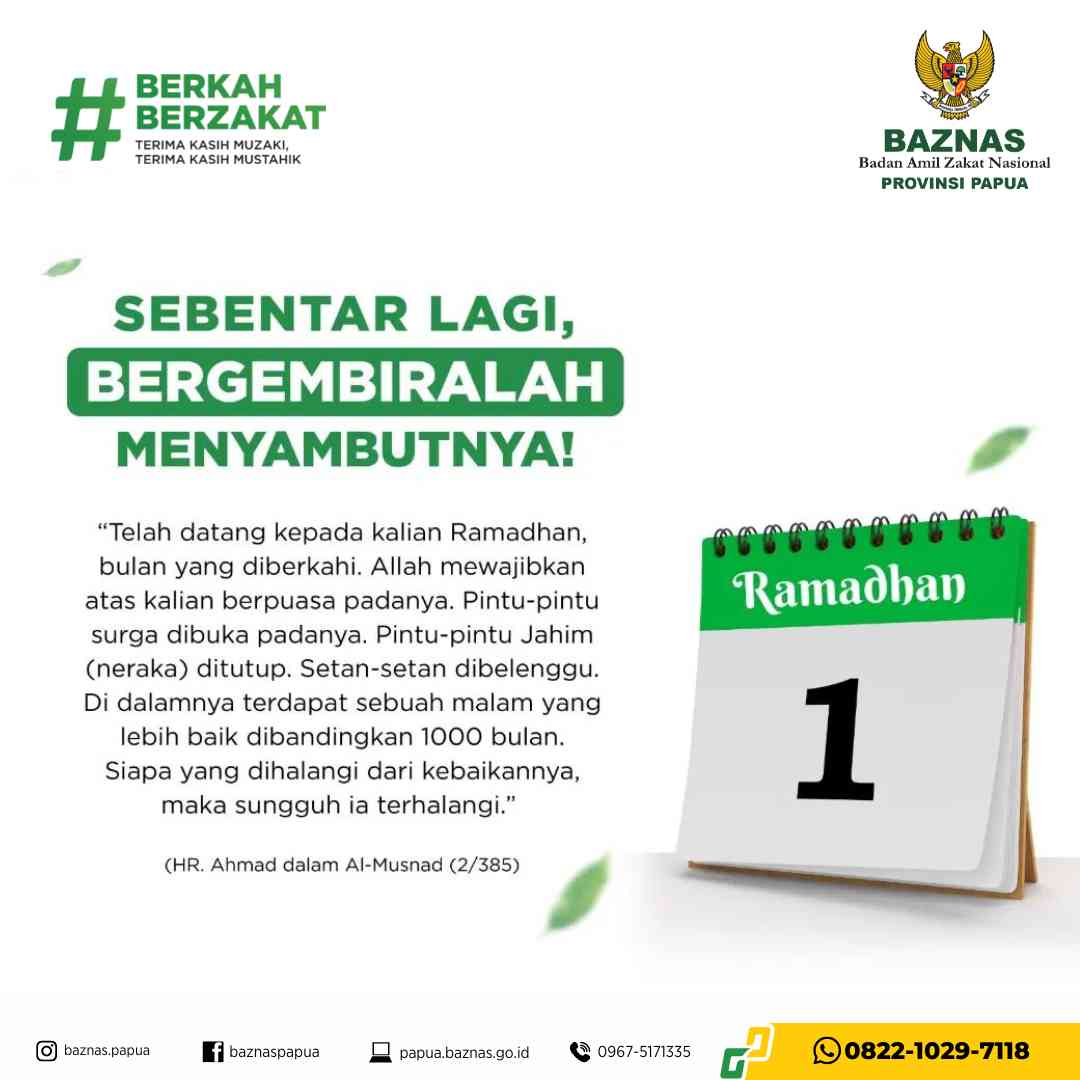 # BERKAH
BERZAKAT
TERIMA KASIH MUZAKI,
TERIMA KASIH MUSTAHIK
BAZNAS
Badan Amil Zakat Nasional
PROVINSI PAPUA
SEBENTAR LAGI,
BERGEMBIRALAH
MENYAMBUTNYA!
“Telah datang kepada kalian Ramadhan,
bulan yang diberkahi. Allah mewajibkan
atas kalian berpuasa padanya. Pintu-pintu
surga dibuka padanya. Pintu-pintu Jahim
(neraka) ditutup. Setan-setan dibelenggu.
Di dalamnya terdapat sebuah malam yang
lebih baik dibandingkan 1000 bulan.
Siapa yang dihalangi dari kebaikannya,
maka sungguh ia terhalangi.”
(HR. Ahmad dalam Al-Musnad (2/385)
Ramadhan
1
baznas.papua
baznaspapua
papua.baznas.go.id
0967-5171335
0822-1029-7118